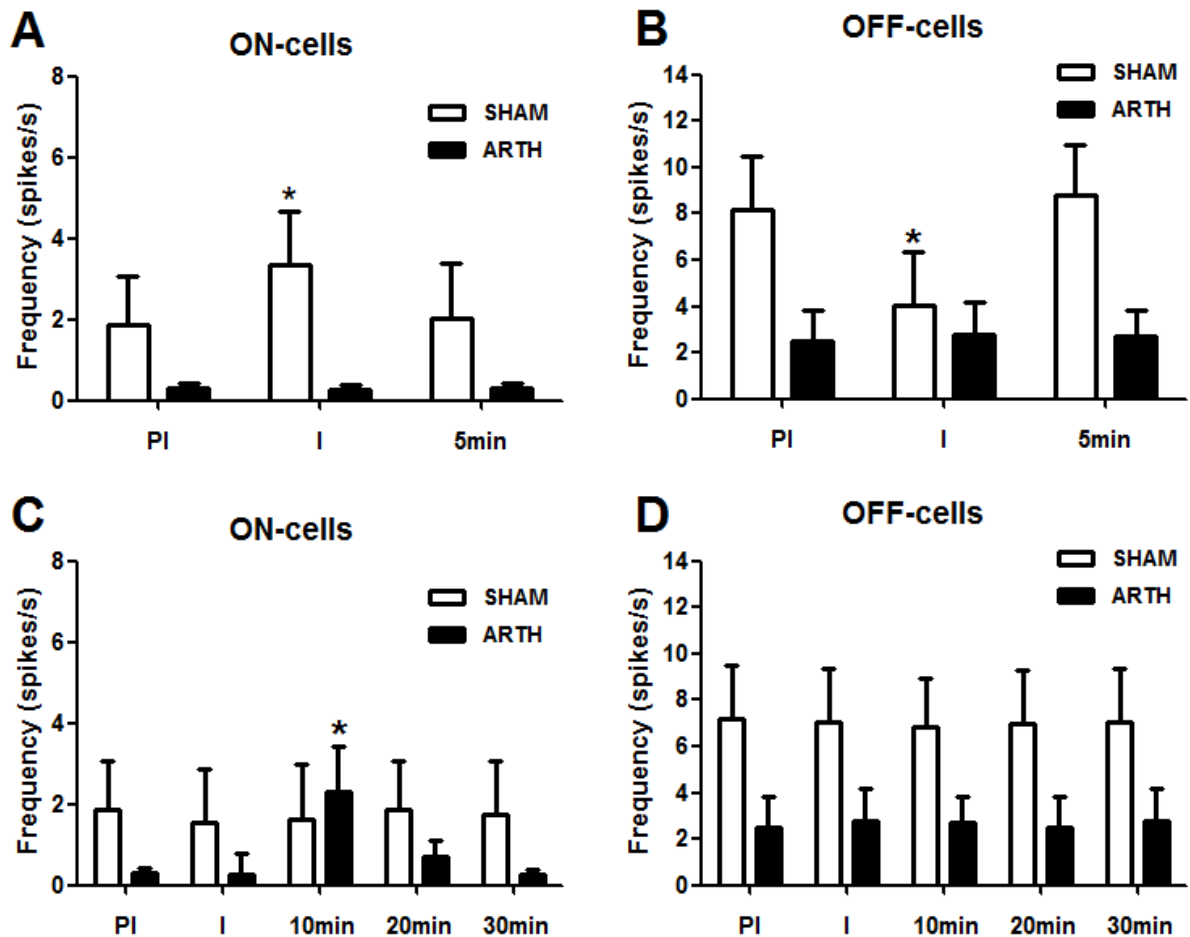 A
ON-cells
Frequency (spikes/s)
8
6
4
2
0
SHAM
ARTH
*
PI I 5min
B
OFF-cells
Frequency (spikes/s)
14
12
10
8
6
4
2
0
SHAM
ARTH
*
PI I 5min
C
ON-cells
Frequency (spikes/s)
8
6
4
2
0
SHAM
ARTH
*
PI I 10min 20min 30min
D
OFF-cells
Frequency (spikes/s)
14
12
10
8
6
4
2
0
SHAM
ARTH
PI I 10min 20min 30min